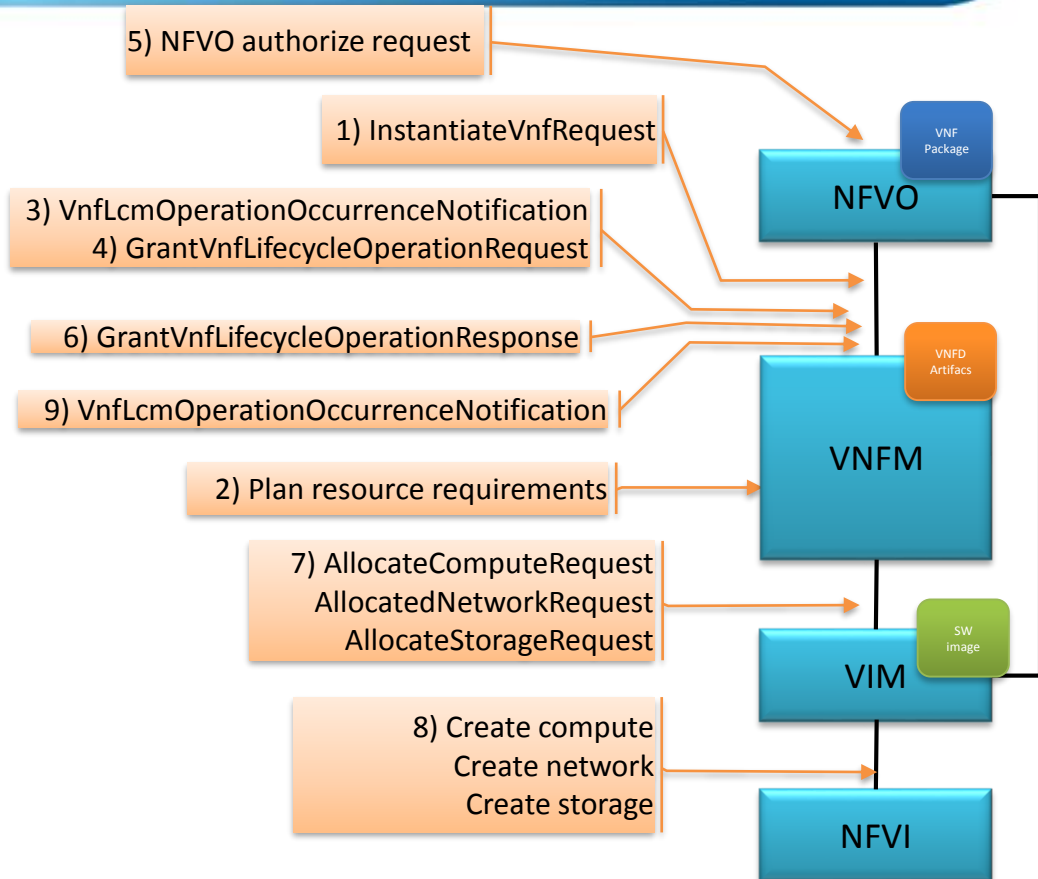 5) NFVO authorize request
1) InstantiateVnfRequest
VNF
Package
NFVO
3) VnfLcmOperationOccurrenceNotification
4) GrantVnfLifecycleOperationRequest
6) GrantVnfLifecycleOperationResponse
VNFD
Artifacs
9) VnfLcmOperationOccurrenceNotification
VNFM
2) Plan resource requirements
7) AllocateComputeRequest
AllocatedNetworkRequest
AllocateStorageRequest
SW
image
VIM
8) Create compute
Create network
Create storage
NFVI